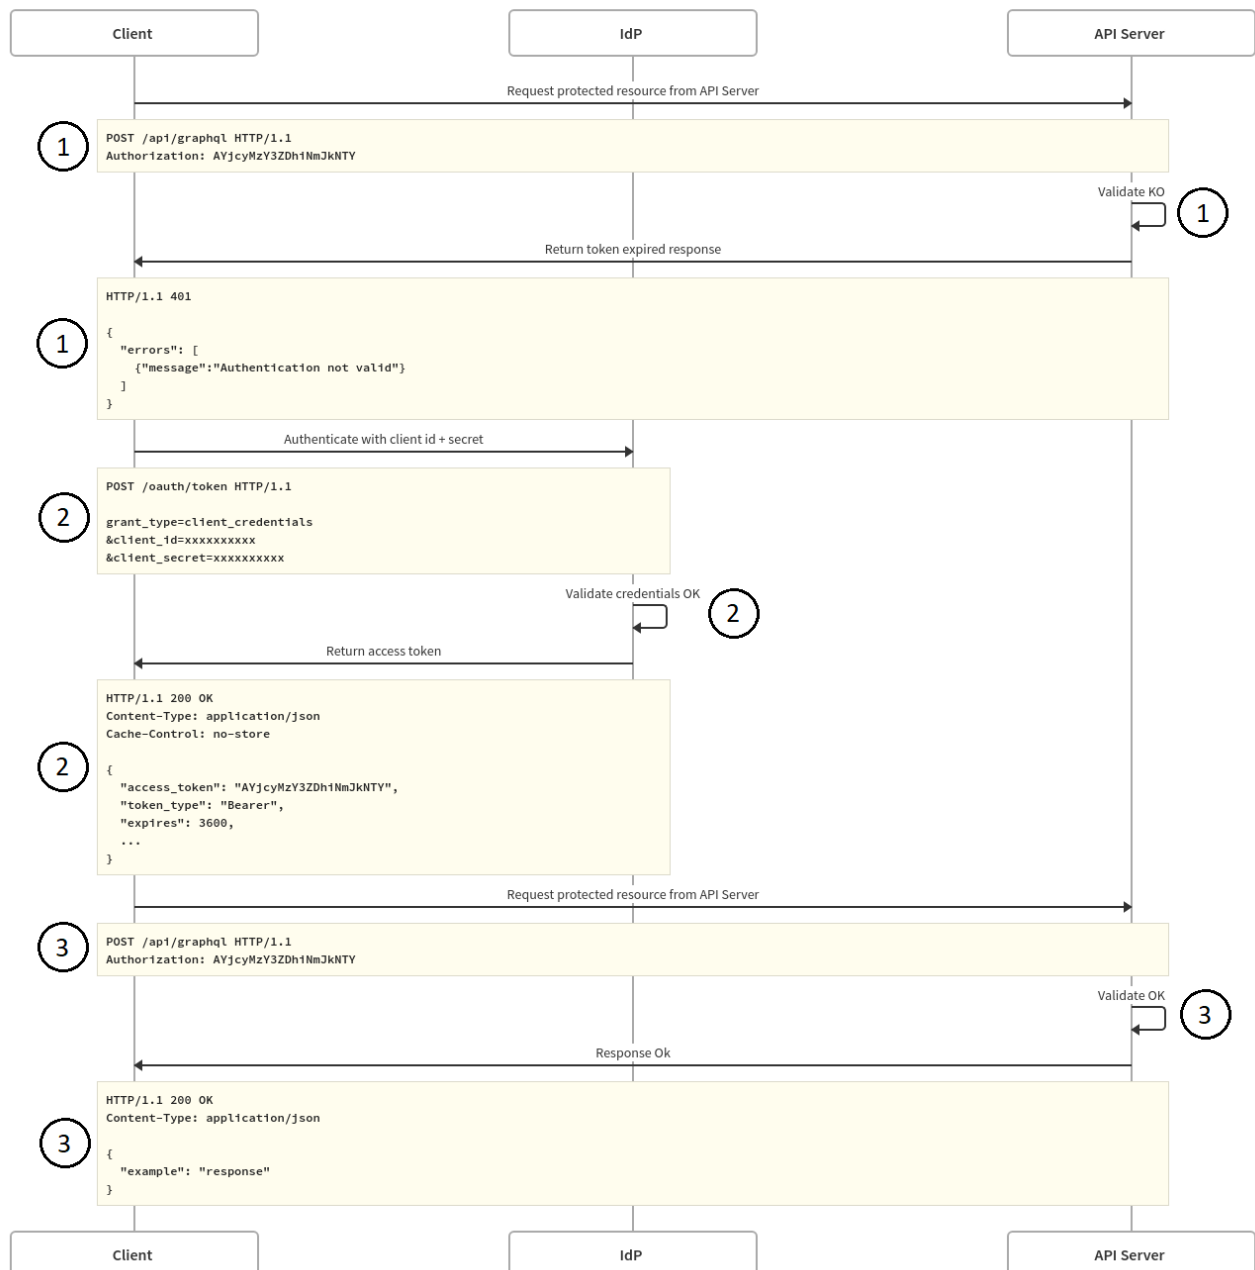 Client
IdP
API Server
Request protected resource from API Server
1
POST /api/graphql HTTP/1.1
Authorization: AYjcyMzY3ZDhiNmJkNTY
Validate KO
1
Return token expired response
1
HTTP/1.1 401
{
"errors": [
{"message":"Authentication not valid"}
]
}
Authenticate with client id + secret
2
POST /oauth/token HTTP/1.1
grant_type=client_credentials
&client_id=xxxxxxxxxx
&client_secret=xxxxxxxxxx
Validate credentials OK
2
Return access token
2
HTTP/1.1 200 OK
Content-Type: application/json
Cache-Control: no-store
{
"access_token": "AYjcyMzY3ZDhiNmJkNTY",
"token_type": "Bearer",
"expires": 3600,
...
}
Request protected resource from API Server
3
POST /api/graphql HTTP/1.1
Authorization: AYjcyMzY3ZDhiNmJkNTY
Validate OK
3
Response Ok
3
HTTP/1.1 200 OK
Content-Type: application/json
{
"example": "response"
}
Client
IdP
API Server